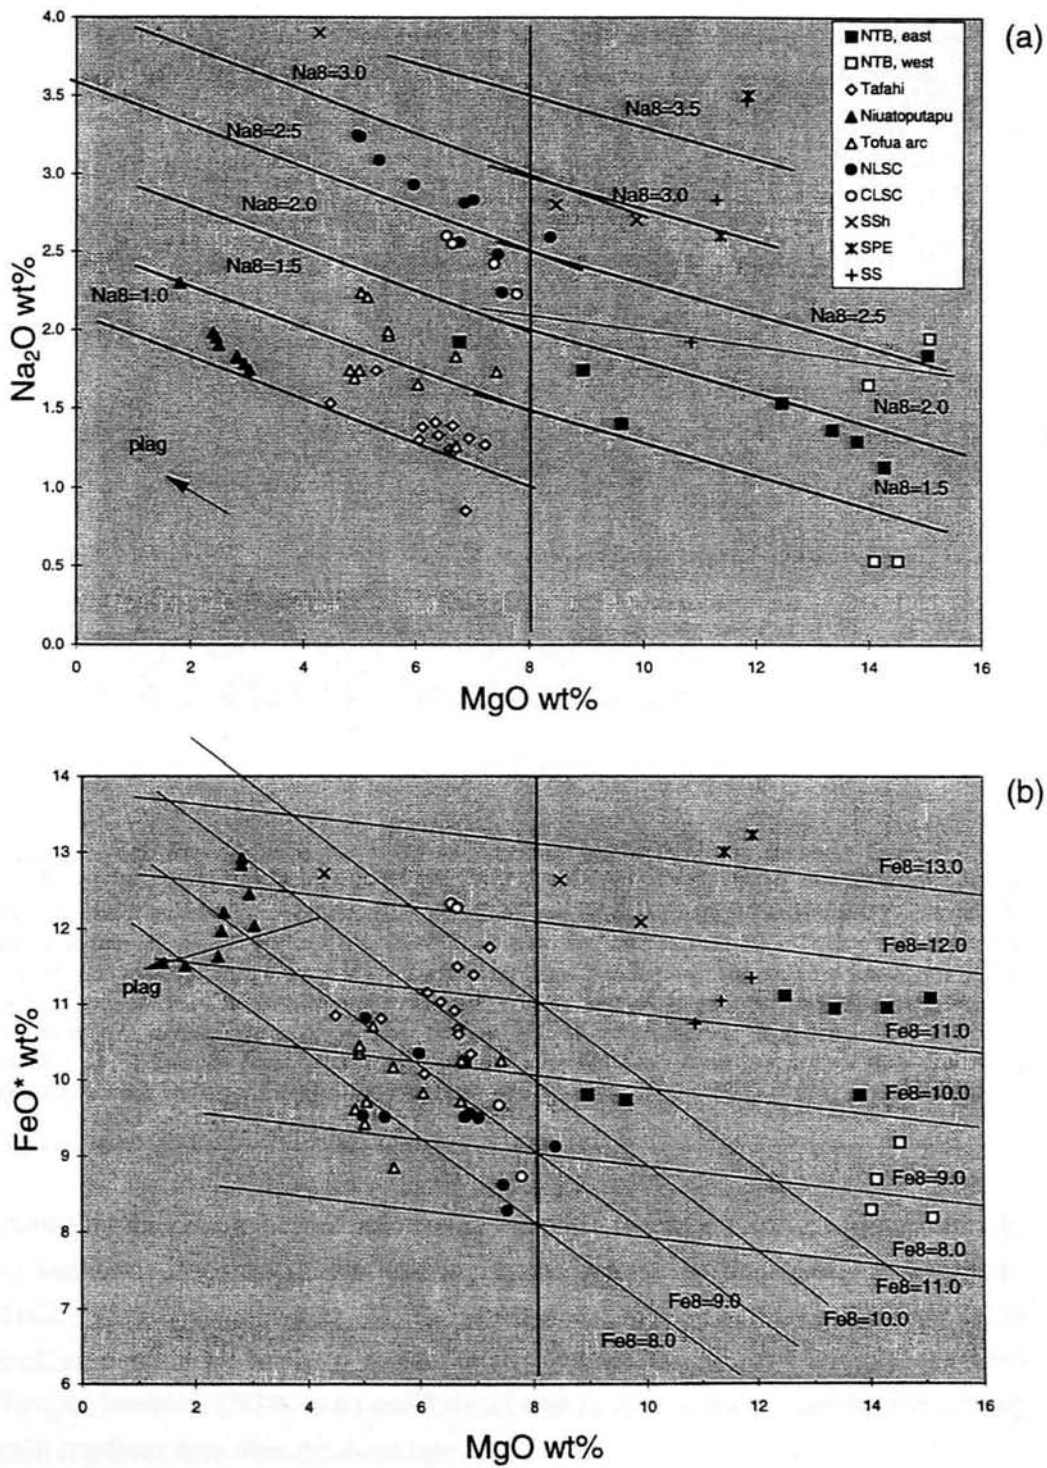 (a)
4.0
3.5
3.0
2.5
2.0
1.5
1.0
0.5
0.0
Na₂O wt%
Na8=3.0
Na8=2.5
Na8=2.0
Na8=1.5
Na8=1.0
Na8=3.5
Na8=3.0
Na8=2.5
Na8=2.0
Na8=1.5
plag
NTB, east
NTB, west
Tafahi
Niuatoputapu
Tofua arc
NLSC
CLSC
SSh
SPE
SS
0 2 4 6 8 10 12 14 16
MgO wt%
(b)
14
13
12
11
10
9
8
7
6
FeO* wt%
plag
Fe8=13.0
Fe8=12.0
Fe8=11.0
Fe8=10.0
Fe8=9.0
Fe8=8.0
Fe8=11.0
Fe8=10.0
Fe8=9.0
Fe8=8.0
0 2 4 6 8 10 12 14 16
MgO wt%